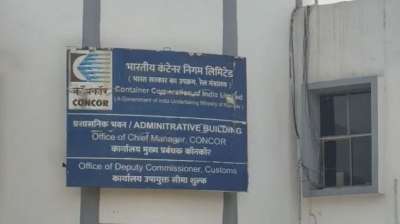 भारतीय कंटेनर निगम लिमिटेड
( भारत सरकार का उपक्रम, रेल मंत्रालय )
Container Corporation of India Limited
( A Government of India Undertaking Ministry of Railways )
कॉनकॉर
CONCOR
प्रशासनिक भवन / ADMINITRATIVE BUILDING
Office of Chief Manager, CONCOR
कार्यालय मुख्य प्रबंधक कॉनकोर
Office of Deputy Commissioner, Customs
कार्यालय उपायुक्त सीमा शुल्क